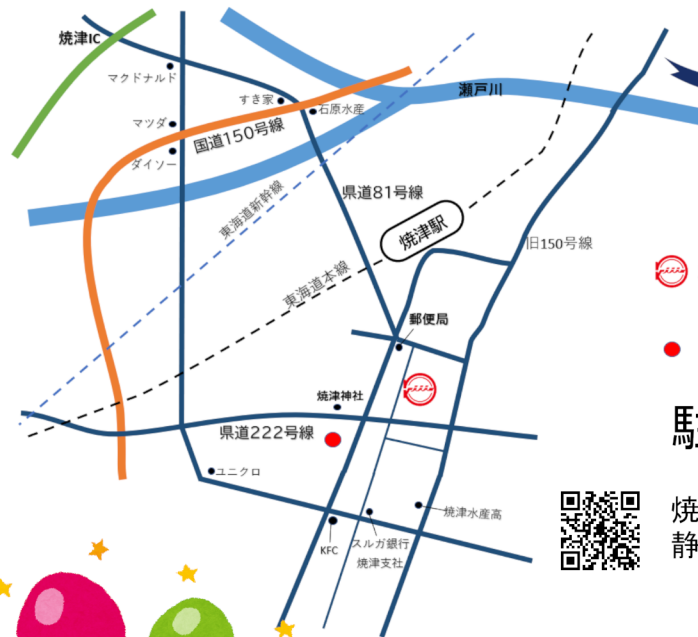 焼津IC
マクドナルド
すき家
石原水産
瀬戸川
マツダ
国道150号線
ダイソー
県道81号線
東海道新幹線
焼津駅
旧150号線
東海道本線
郵便局
焼津神社
県道222号線
ユニクロ
焼津水産高
KFC
スルガ銀行
焼津支社
焼
静